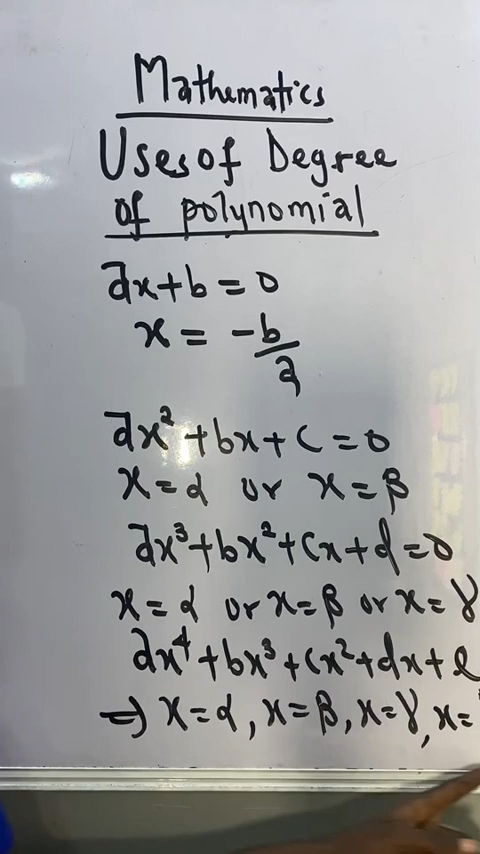 Mathematics
Uses of Degree
of polynomial
ax+b=0
x = -b/a
ax²+bx+c=0
x=α or x=β
ax³+bx²+cx+d=0
x=α or x=β or x=γ
ax⁴+bx³+cx²+dx+e
⇒ x=α, x=β, x=γ, x=